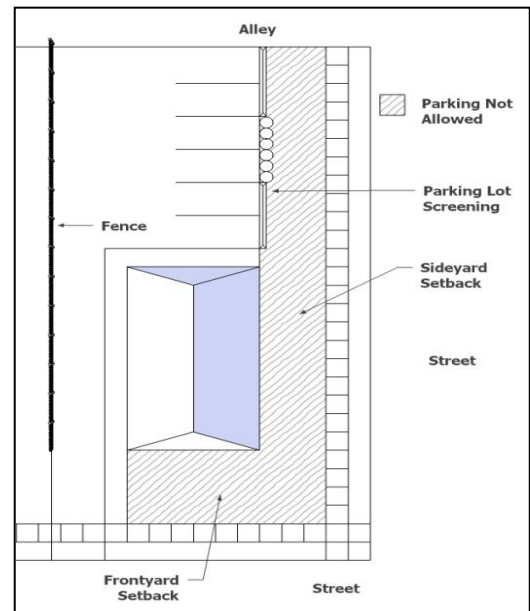 Alley
Parking Not
Allowed
Parking Lot
Screening
Fence
Sideyard
Setback
Street
Frontyard
Setback
Street